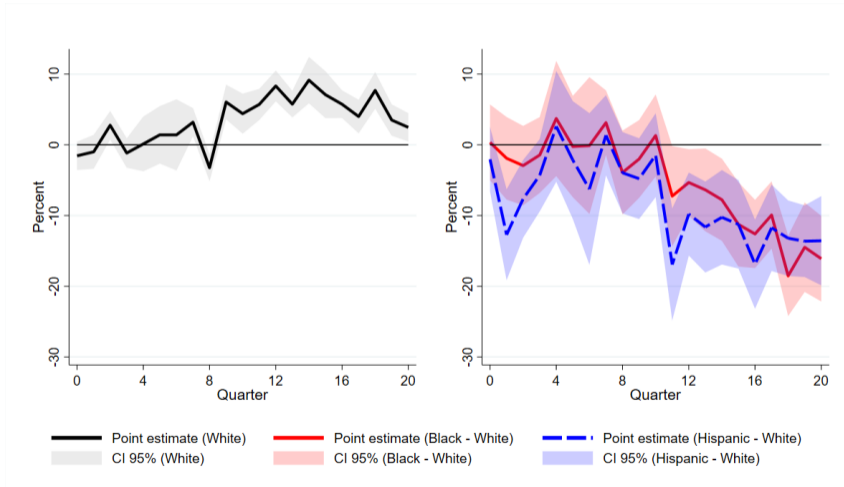 10
0
-10
-20
-30
Percent
0 4 8 12 16 20
Quarter
10
0
-10
-20
-30
Percent
0 4 8 12 16 20
Quarter
Point estimate (White) Point estimate (Black - White) Point estimate (Hispanic - White)
CI 95% (White) CI 95% (Black - White) CI 95% (Hispanic - White)